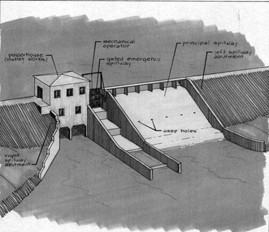 powerhouse
(outlet works)
mechanical
operator
gated emergency
spillway
principal spillway
left spillway
abutment
weep holes
right
spillway
abutment